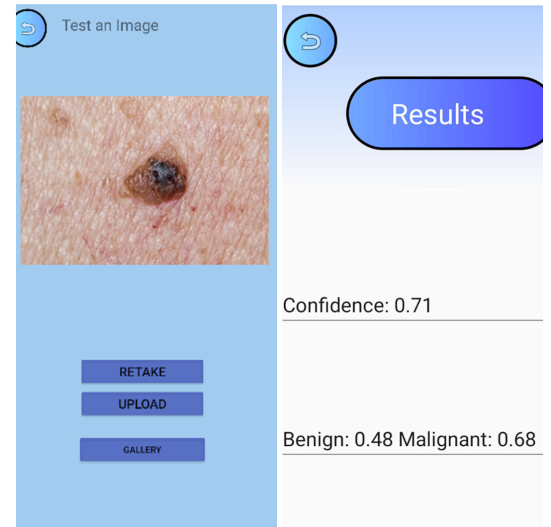 Test an Image
RETAKE
UPLOAD
GALLERY
Results
Confidence: 0.71
Benign: 0.48 Malignant: 0.68